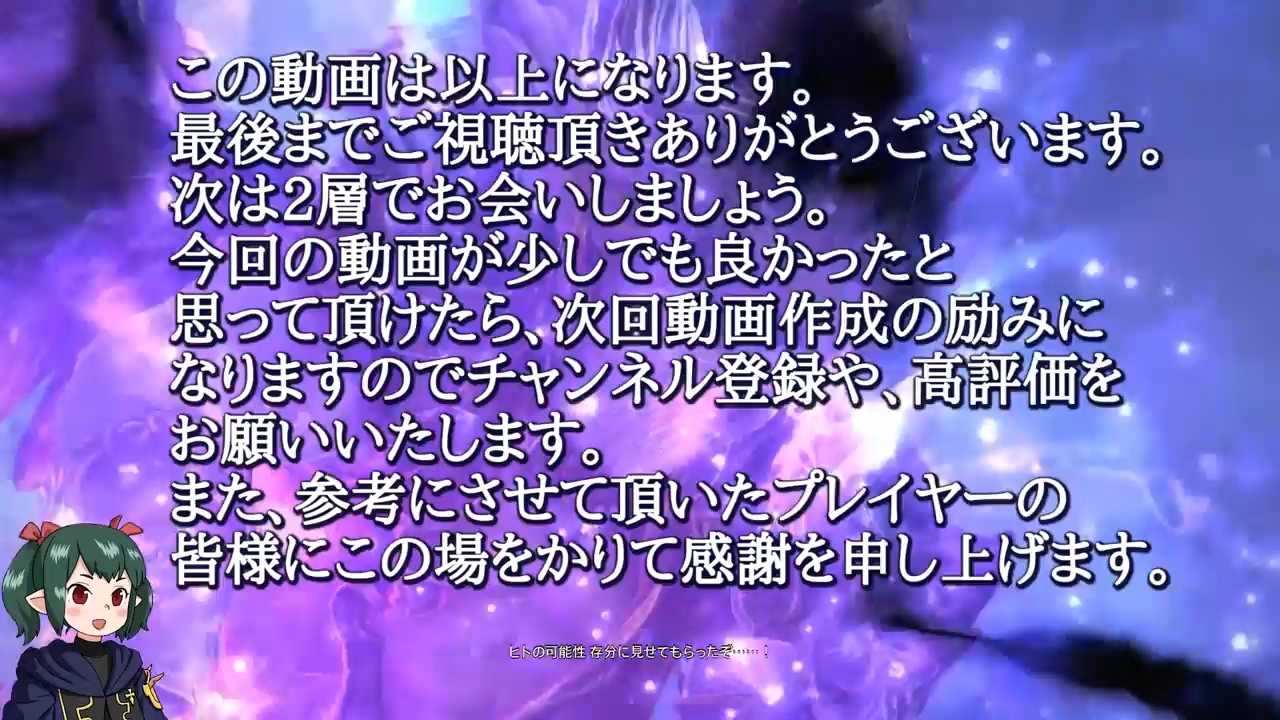 この動画は以上になります。
最後までご視聴頂きありがとうございます。
次は2層でお会いしましょう。
今回の動画が少しでも良かったと
思って頂けたら、次回動画作成の励みに
なりますのでチャンネル登録や、高評価を
お願いいたします。
また、参考にさせて頂いたプレイヤーの
皆様にこの場をかりて感謝を申し上げます。
ヒトの可能性 存分に見せてもらったぞ……！